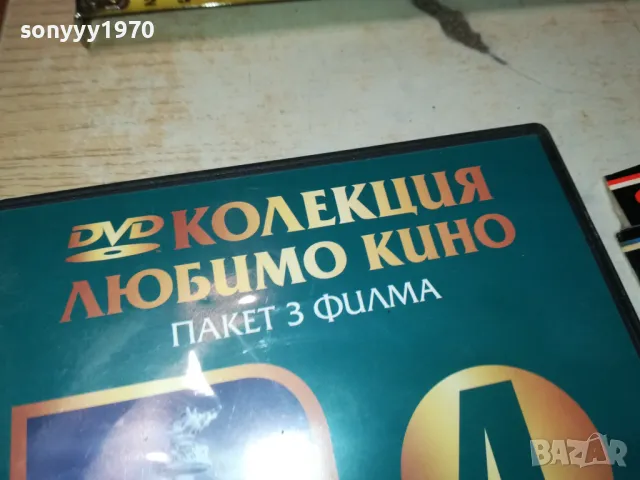 sonyyy1970
DVD КОЛЕКЦИЯ
ЛЮБИМО КИНО
ПАКЕТ 3 ФИЛМА
BAZAR